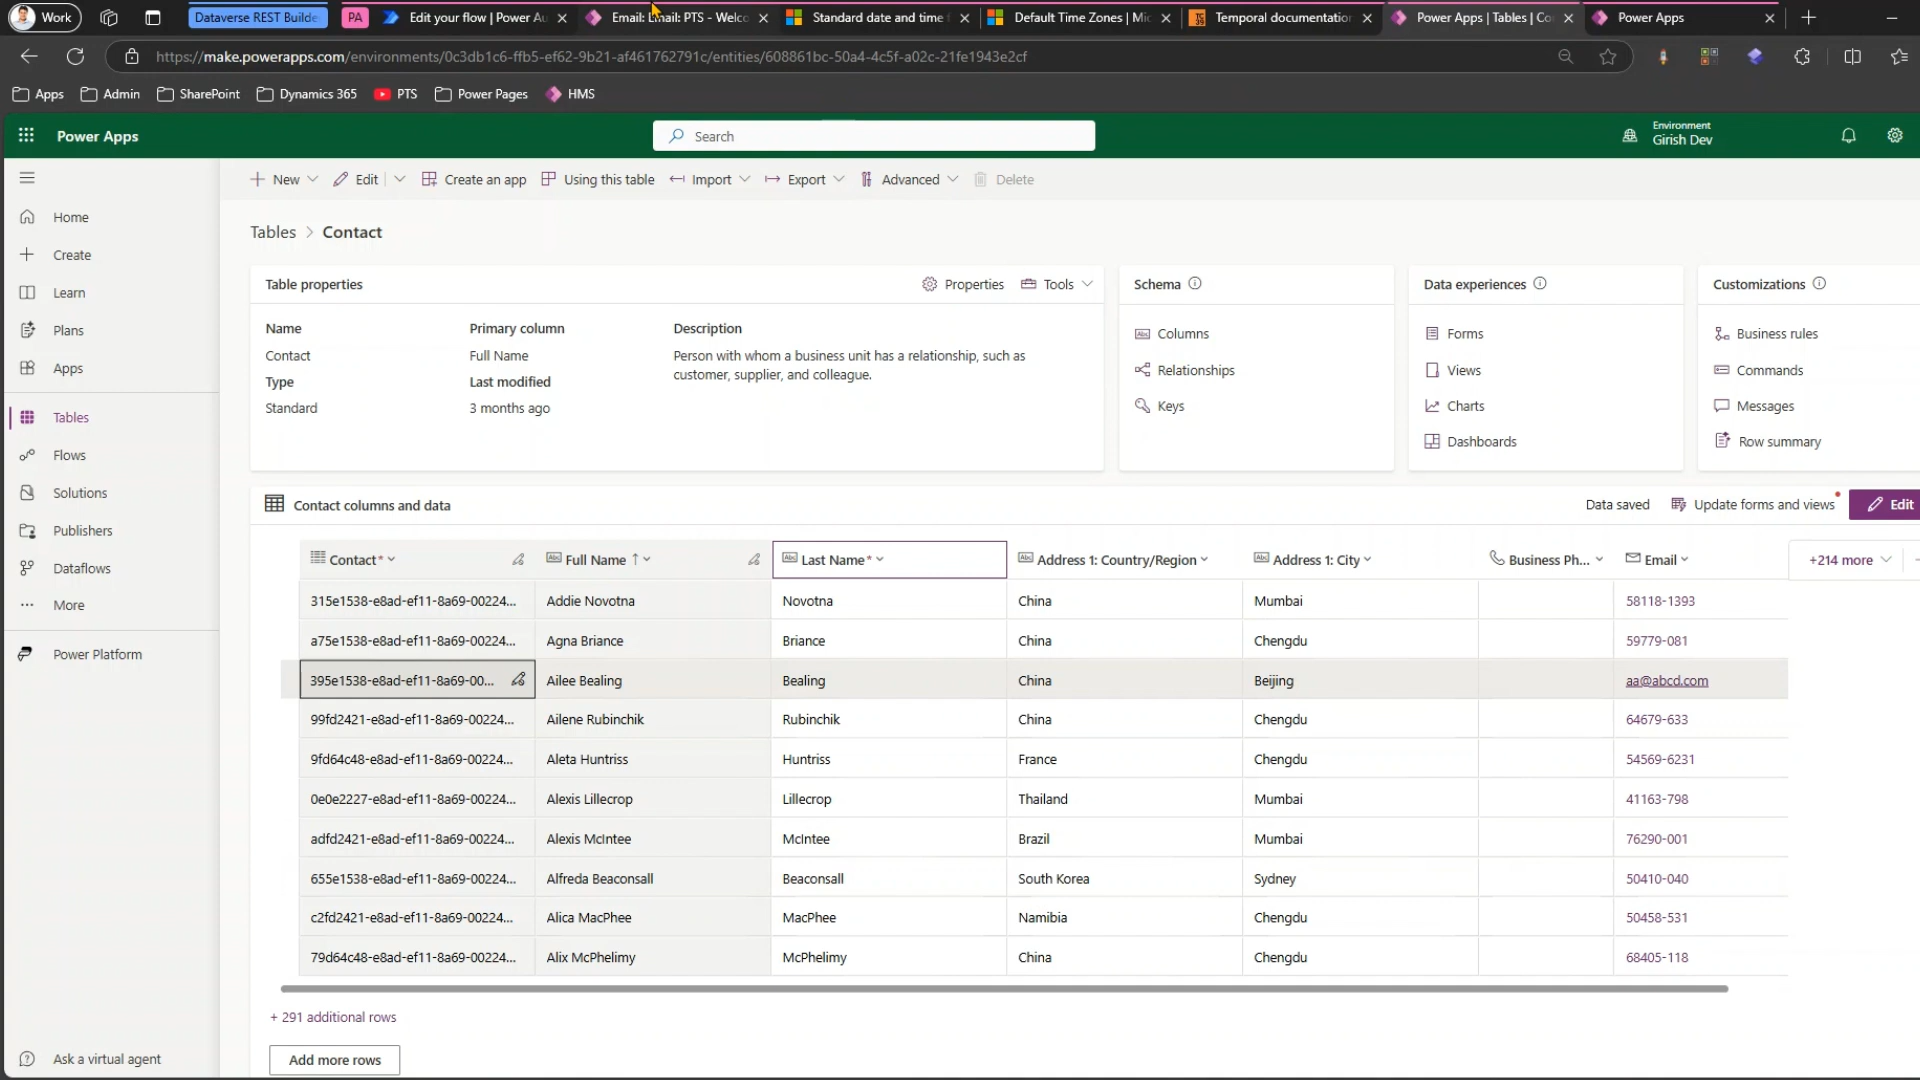 Work
Dataverse REST Builde
PA
Edit your flow | Power Au
Email: Email: PTS - Welco
Standard date and time f
Default Time Zones | Mic
Temporal documentation
Power Apps | Tables | Co
Power Apps
https://make.powerapps.com/environments/0c3db1c6-ffb5-ef62-9b21-af461762791c/entities/608861bc-50a4-4c5f-a02c-21fe1943e2cf
Apps
Admin
SharePoint
Dynamics 365
PTS
Power Pages
HMS
Power Apps
Search
Environment
Girish Dev
New
Edit
Create an app
Using this table
Import
Export
Advanced
Delete
Home
Create
Learn
Plans
Apps
Tables
Flows
Solutions
Publishers
Dataflows
More
Power Platform
Ask a virtual agent
Tables > Contact
Table properties
Properties
Tools
Name
Contact
Type
Standard
Primary column
Full Name
Last modified
3 months ago
Description
Person with whom a business unit has a relationship, such as
customer, supplier, and colleague.
Schema
Columns
Relationships
Keys
Data experiences
Forms
Views
Charts
Dashboards
Customizations
Business rules
Commands
Messages
Row summary
Contact columns and data
Data saved
Update forms and views
Edit
Contact* Full Name ↑ Last Name* Address 1: Country/Region Address 1: City Business Ph... Email +214 more
315e1538-e8ad-ef11-8a69-00224... Addie Novotna Novotna China Mumbai 58118-1393
a75e1538-e8ad-ef11-8a69-00224... Agna Briance Briance China Chengdu 59779-081
395e1538-e8ad-ef11-8a69-00... Ailee Bealing Bealing China Beijing aa@abcd.com
99fd2421-e8ad-ef11-8a69-00224... Ailene Rubinchik Rubinchik China Chengdu 64679-633
9fd64c48-e8ad-ef11-8a69-00224... Aleta Huntriss Huntriss France Chengdu 54569-6231
0e0e2227-e8ad-ef11-8a69-00224... Alexis Lillecrop Lillecrop Thailand Mumbai 41163-798
adfd2421-e8ad-ef11-8a69-00224... Alexis McIntee McIntee Brazil Mumbai 76290-001
655e1538-e8ad-ef11-8a69-00224... Alfreda Beaconsall Beaconsall South Korea Sydney 50410-040
c2fd2421-e8ad-ef11-8a69-00224... Alica MacPhee MacPhee Namibia Chengdu 50458-531
79d64c48-e8ad-ef11-8a69-00224... Alix McPhelimy McPhelimy China Chengdu 68405-118
+ 291 additional rows
Add more rows